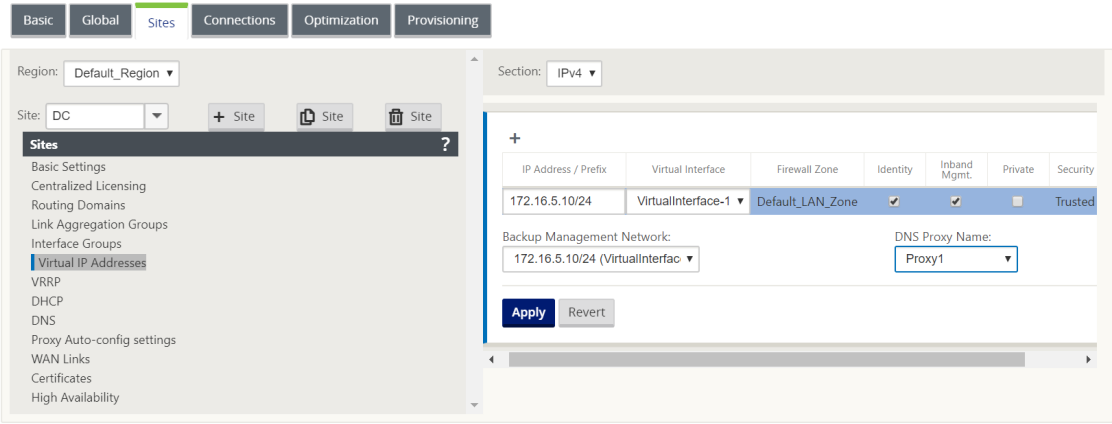 Basic Global Sites Connections Optimization Provisioning
Region: Default_Region
Site: DC + Site Site Site
Sites ?
Basic Settings
Centralized Licensing
Routing Domains
Link Aggregation Groups
Interface Groups
Virtual IP Addresses
VRRP
DHCP
DNS
Proxy Auto-config settings
WAN Links
Certificates
High Availability
Section: IPv4
+
IP Address / Prefix Virtual Interface Firewall Zone Identity Inband Mgmt. Private Security
172.16.5.10/24 VirtualInterface-1 Default_LAN_Zone Trusted
Backup Management Network: DNS Proxy Name:
172.16.5.10/24 (VirtualInterfac Proxy1
Apply Revert